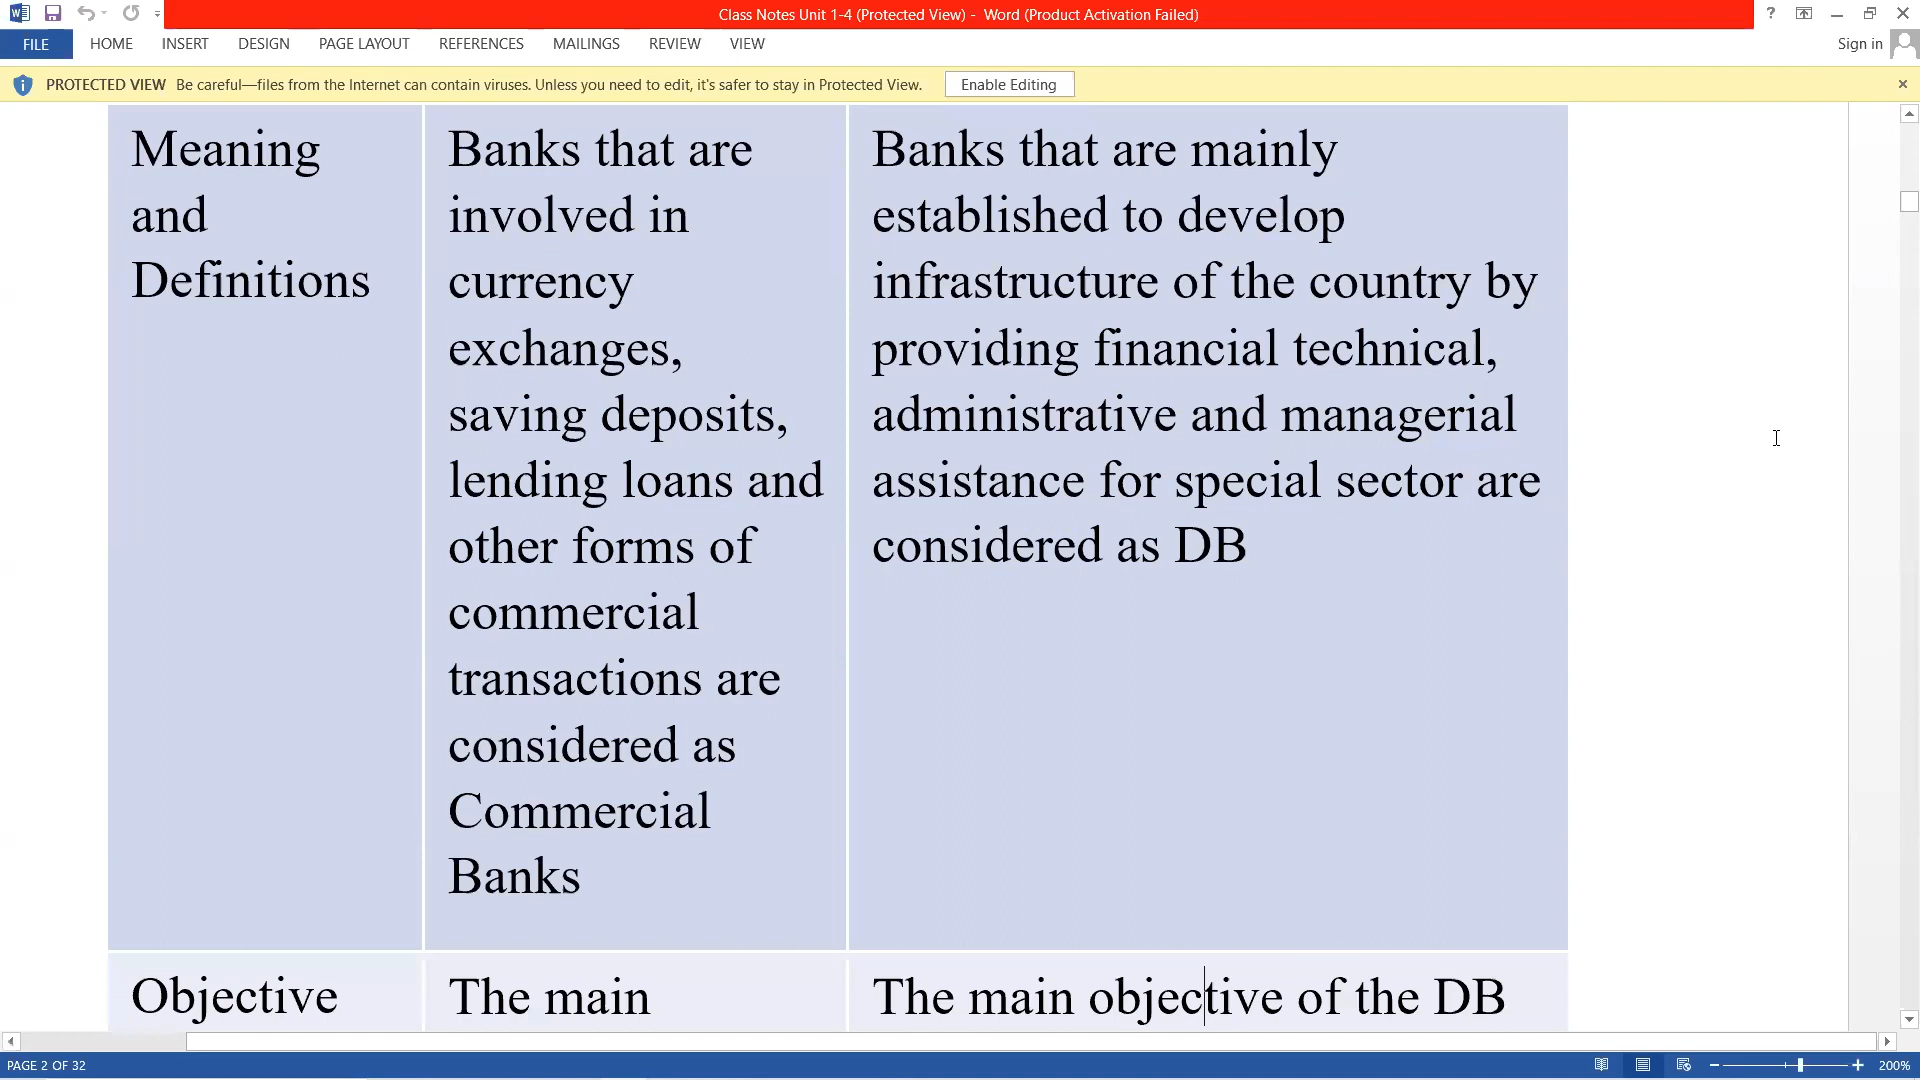 Class Notes Unit 1-4 (Protected View) - Word (Product Activation Failed)
?
FILE HOME INSERT DESIGN PAGE LAYOUT REFERENCES MAILINGS REVIEW VIEW Sign in
PROTECTED VIEW Be careful—files from the Internet can contain viruses. Unless you need to edit, it's safer to stay in Protected View. Enable Editing
Meaning
and
Definitions
Banks that are
involved in
currency
exchanges,
saving deposits,
lending loans and
other forms of
commercial
transactions are
considered as
Commercial
Banks
Banks that are mainly
established to develop
infrastructure of the country by
providing financial technical,
administrative and managerial
assistance for special sector are
considered as DB
Objective
The main
The main objective of the DB
PAGE 2 OF 32
200%